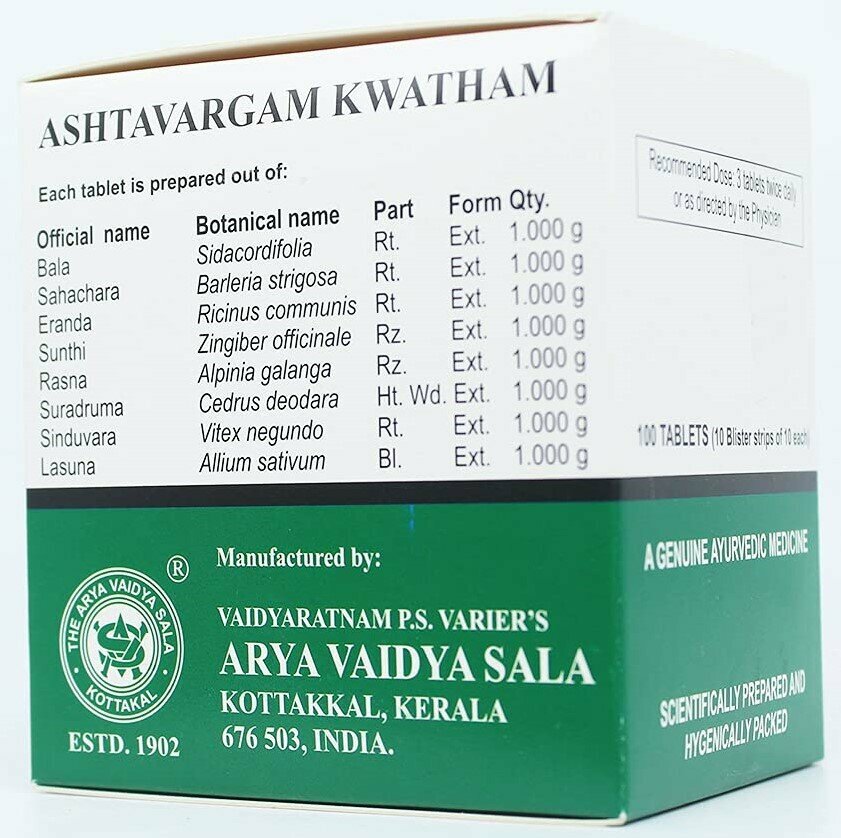 ASHTAVARGAM KWATHAM
Each tablet is prepared out of:
Official name Botanical name Part Form Qty.
Bala Sidacordifolia Rt. Ext. 1.000 g
Sahachara Barleria strigosa Rt. Ext. 1.000 g
Eranda Ricinus communis Rt. Ext. 1.000 g
Sunthi Zingiber officinale Rz. Ext. 1.000 g
Rasna Alpinia galanga Rz. Ext. 1.000 g
Suradruma Cedrus deodara Ht. Wd. Ext. 1.000 g
Sinduvara Vitex negundo Rt. Ext. 1.000 g
Lasuna Allium sativum Bl. Ext. 1.000 g
THE ARYA VAIDYA SALA
KOTTAKAL
®
ESTD. 1902
Manufactured by:
VAIDYARATNAM P.S. VARIER'S
ARYA VAIDYA SALA
KOTTAKKAL, KERALA
676 503, INDIA.
Recommended Dose: 3 tablets twice daily
or as directed by the Physician
100 TABLETS (10 Blister strips of 10 each)
A GENUINE AYURVEDIC MEDICINE
SCIENTIFICALLY PREPARED AND
HYGENICALLY PACKED